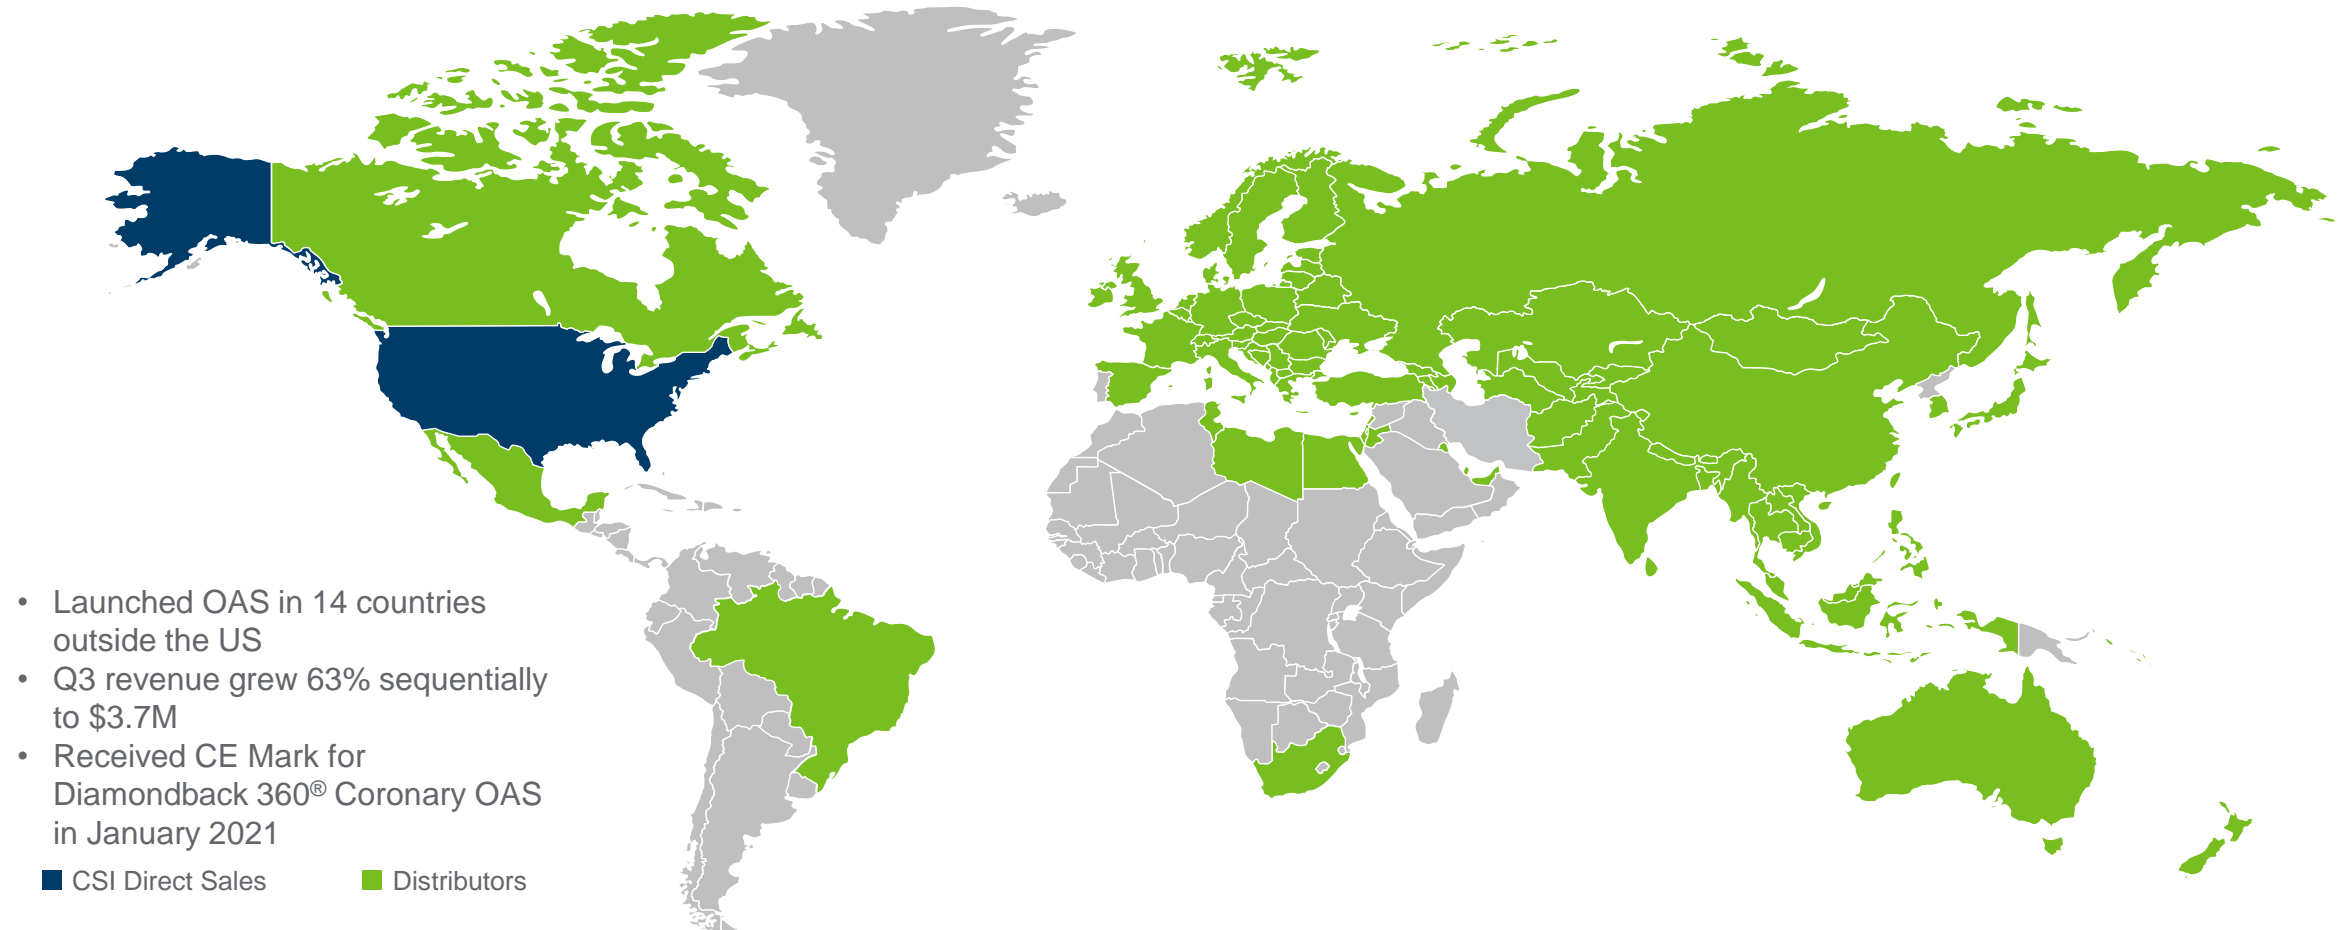 • Launched OAS in 14 countries
outside the US
• Q3 revenue grew 63% sequentially
to $3.7M
• Received CE Mark for
Diamondback 360® Coronary OAS
in January 2021
CSI Direct Sales
Distributors